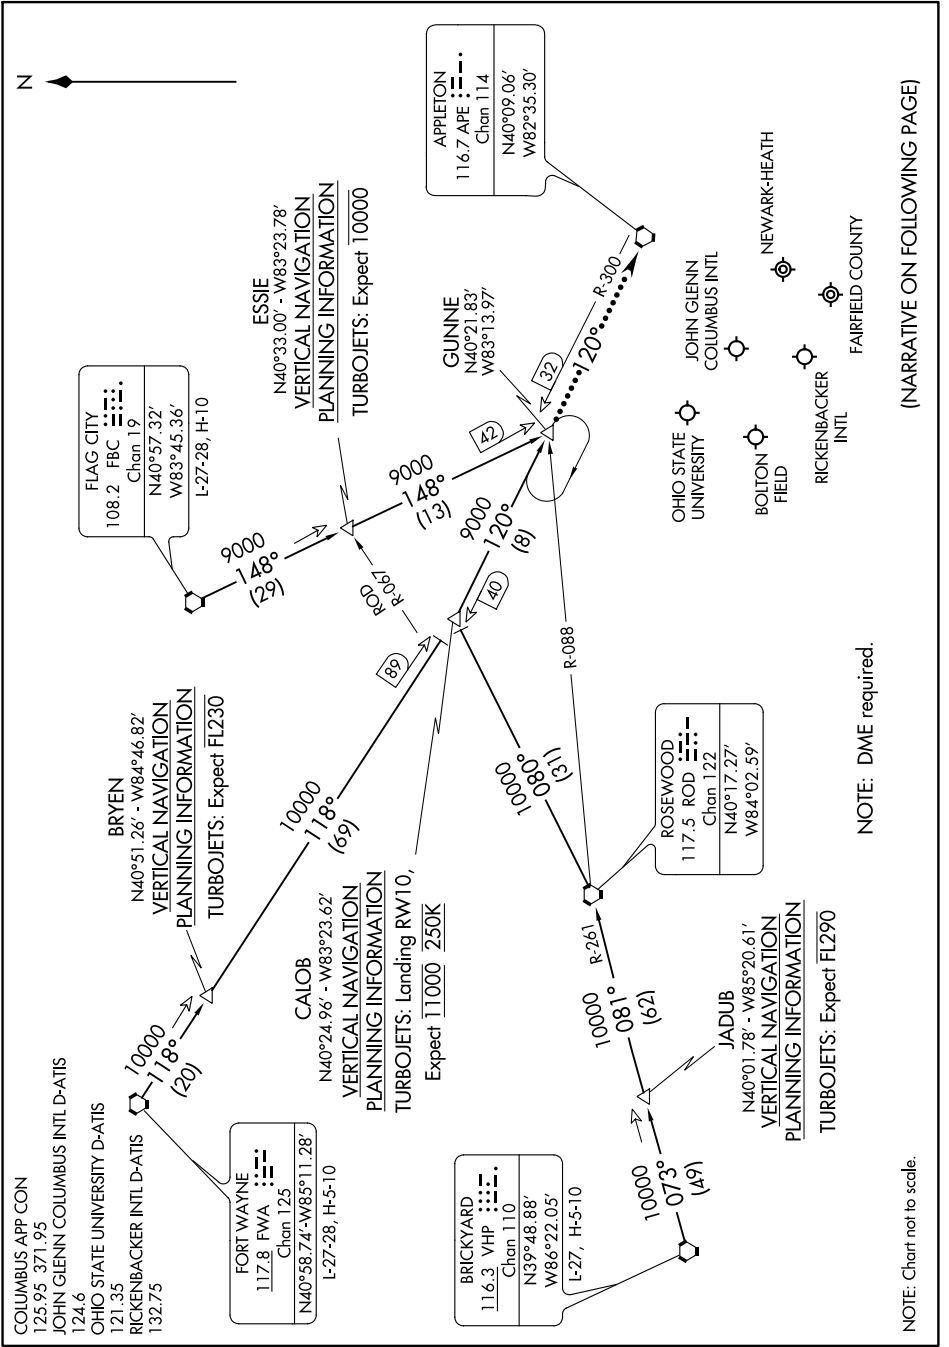 COLUMBUS APP CON
125.95 371.95
JOHN GLENN COLUMBUS INTL D-ATIS
124.6
OHIO STATE UNIVERSITY D-ATIS
121.35
RICKENBACKER INTL D-ATIS
132.75
N
FORT WAYNE
117.8 FWA
Chan 125
N40°58.74'-W85°11.28'
L-27-28, H-5-10
10000
118°
(20)
BRYEN
N40°51.26' - W84°46.82'
VERTICAL NAVIGATION
PLANNING INFORMATION
TURBOJETS: Expect FL230
10000
118°
(69)
89
FLAG CITY
108.2 FBC
Chan 19
N40°57.32'
W83°45.36'
L-27-28, H-10
9000
148°
(29)
ESSIE
N40°33.00' - W83°23.78'
VERTICAL NAVIGATION
PLANNING INFORMATION
TURBOJETS: Expect 10000
ROD
R-067
9000
148°
(13)
42
GUNNE
N40°21.83'
W83°13.97'
APPLETON
116.7 APE
Chan 114
N40°09.06'
W82°35.30'
R-300
32
120°
9000
120°
(8)
40
CALOB
N40°24.96' - W83°23.62'
VERTICAL NAVIGATION
PLANNING INFORMATION
TURBOJETS: Landing RW10,
Expect 11000 250K
10000
080°
(31)
R-088
BRICKYARD
116.3 VHP
Chan 110
N39°48.88'
W86°22.05'
L-27, H-5-10
10000
073°
(49)
JADUB
N40°01.78' - W85°20.61'
VERTICAL NAVIGATION
PLANNING INFORMATION
TURBOJETS: Expect FL290
10000
081°
(62)
R-261
ROSEWOOD
117.5 ROD
Chan 122
N40°17.27'
W84°02.59'
OHIO STATE
UNIVERSITY
JOHN GLENN
COLUMBUS INTL
NEWARK-HEATH
BOLTON
FIELD
RICKENBACKER
INTL
FAIRFIELD COUNTY
NOTE: DME required.
NOTE: Chart not to scale.
(NARRATIVE ON FOLLOWING PAGE)